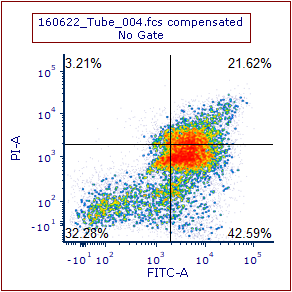 160622_Tube_004.fcs compensated
No Gate
3.21% 21.62%
10^5
10^4
10^3
10^2
-10^1
PI-A
32.28% 42.59%
-10^1 10^2 10^3 10^4 10^5
FITC-A